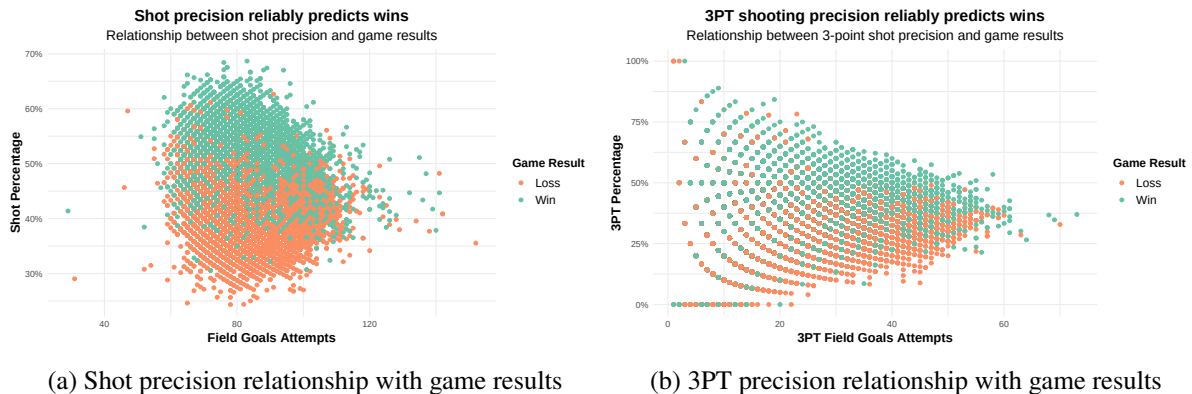 Shot precision reliably predicts wins
Relationship between shot precision and game results
70%
60%
50%
40%
30%
Shot Percentage
40
80
120
Field Goals Attempts
Game Result
Loss
Win
(a) Shot precision relationship with game results
3PT shooting precision reliably predicts wins
Relationship between 3-point shot precision and game results
100%
75%
50%
25%
0%
3PT Percentage
0
20
40
60
3PT Field Goals Attempts
Game Result
Loss
Win
(b) 3PT precision relationship with game results